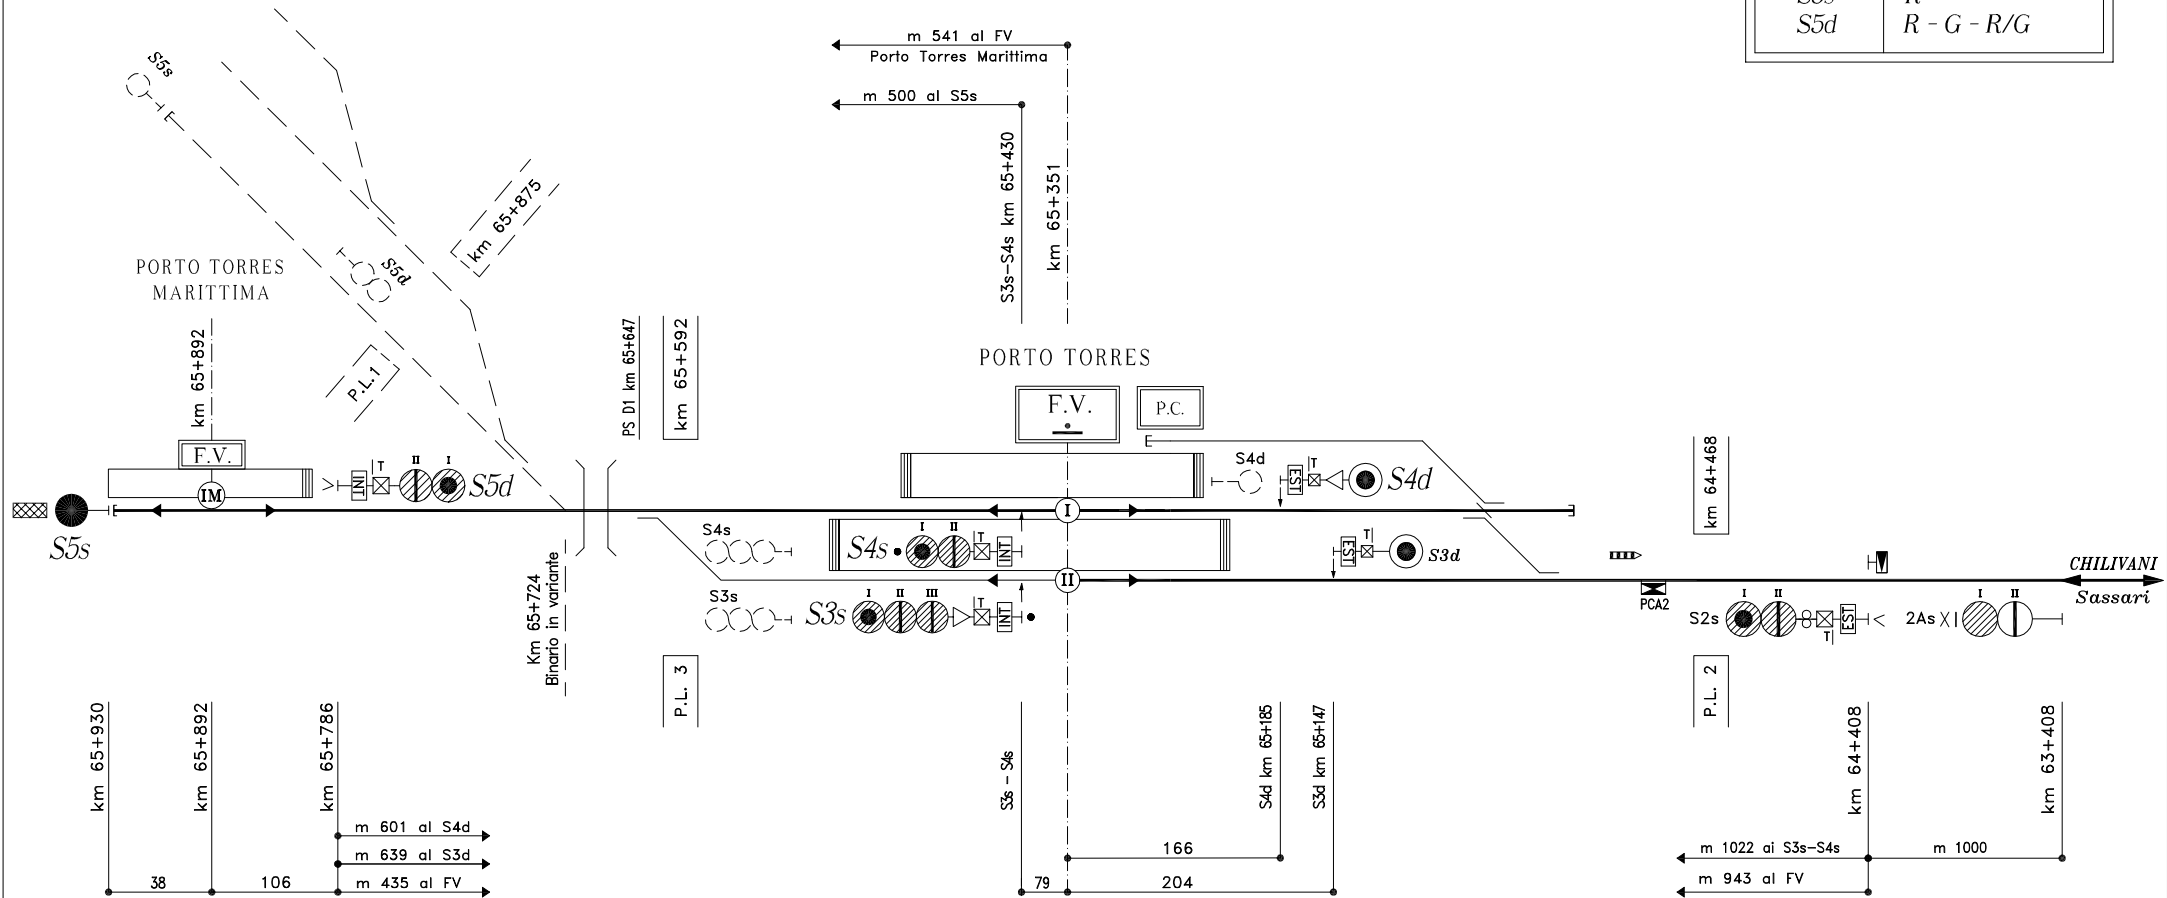 S5d R - G - R/G
m 541 al FV
Porto Torres Marittima
m 500 al S5s
S5s
S5d
km 65+875
S3s-S4s km 65+430
km 65+351
PORTO TORRES
MARITTIMA
km 65+892
P.L.1
PS D1 km 65+647
km 65+592
PORTO TORRES
F.V.
P.C.
F.V.
IM
INT
T
II
I
S5d
S4d
EST
T
S4d
km 64+468
S5s
I
S4s
S4s
I
II
T
INT
EST
T
S3d
II
PCA2
CHILIVANI
Sassari
Km 65+724
Binario in variante
S3s
S3s
I
II
III
T
INT
S2s
I
II
T
EST
2As
I
II
P.L. 3
P.L. 2
km 65+930
km 65+892
km 65+786
S3s - S4s
S4d km 65+185
S3d km 65+147
km 64+408
km 63+408
m 601 al S4d
m 639 al S3d
38
106
m 435 al FV
166
79
204
m 1022 ai S3s-S4s
m 1000
m 943 al FV